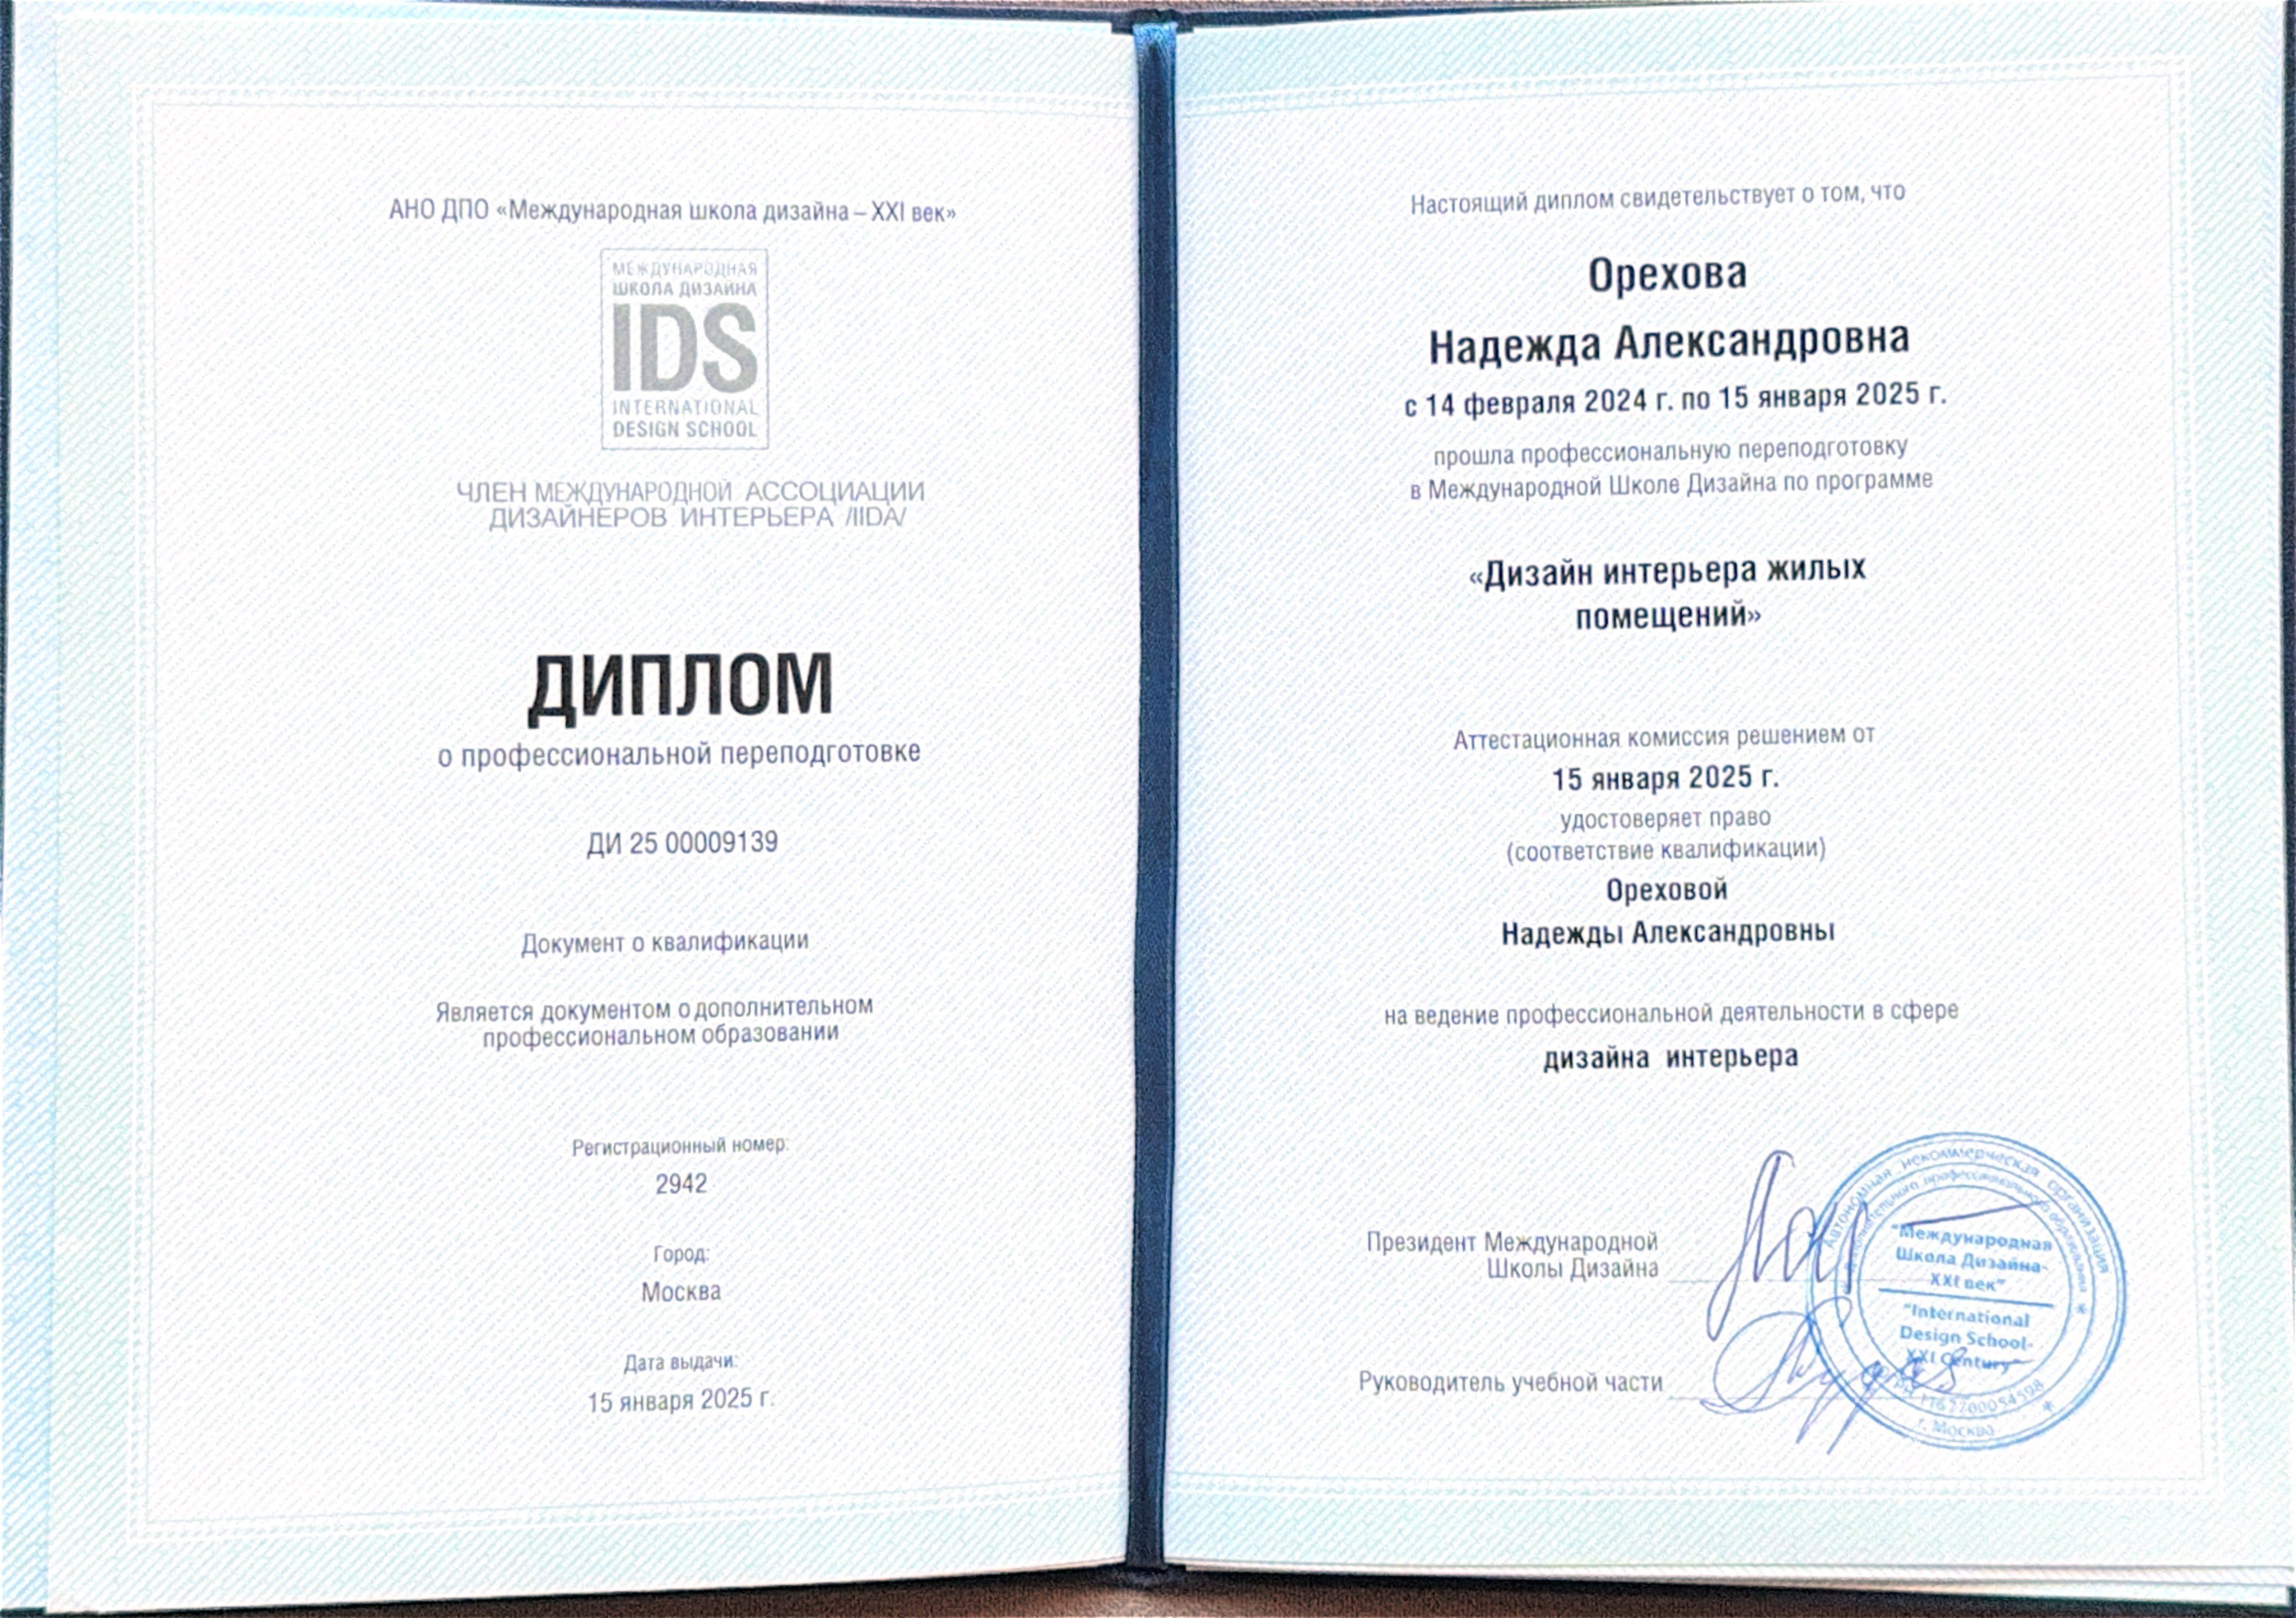 АНО ДПО «Международная школа дизайна – XXI век»
МЕЖДУНАРОДНАЯ
ШКОЛА ДИЗАЙНА
IDS
INTERNATIONAL
DESIGN SCHOOL
ЧЛЕН МЕЖДУНАРОДНОЙ АССОЦИАЦИИ
ДИЗАЙНЕРОВ ИНТЕРЬЕРА /IIDA/
ДИПЛОМ
о профессиональной переподготовке
ДИ 25 00009139
Документ о квалификации
Является документом о дополнительном
профессиональном образовании
Регистрационный номер:
2942
Город:
Москва
Дата выдачи:
15 января 2025 г.
Настоящий диплом свидетельствует о том, что
Орехова
Надежда Александровна
с 14 февраля 2024 г. по 15 января 2025 г.
прошла профессиональную переподготовку
в Международной Школе Дизайна по программе
«Дизайн интерьера жилых
помещений»
Аттестационная комиссия решением от
15 января 2025 г.
удостоверяет право
(соответствие квалификации)
Ореховой
Надежды Александровны
на ведение профессиональной деятельности в сфере
дизайна интерьера
Президент Международной
Школы Дизайна
Руководитель учебной части
Автономная некоммерческая организация
дополнительного профессионального образования
"Международная
Школа Дизайна-
XXI век"
"International
Design School-
XXI Century"
ОГРН 1167700054598
г. Москва